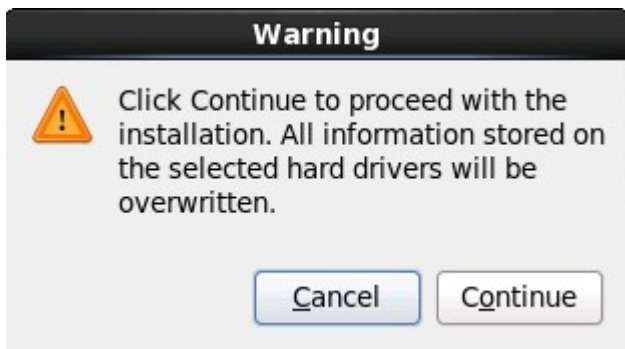 Warning
Click Continue to proceed with the
installation. All information stored on
the selected hard drivers will be
overwritten.
Cancel
Continue